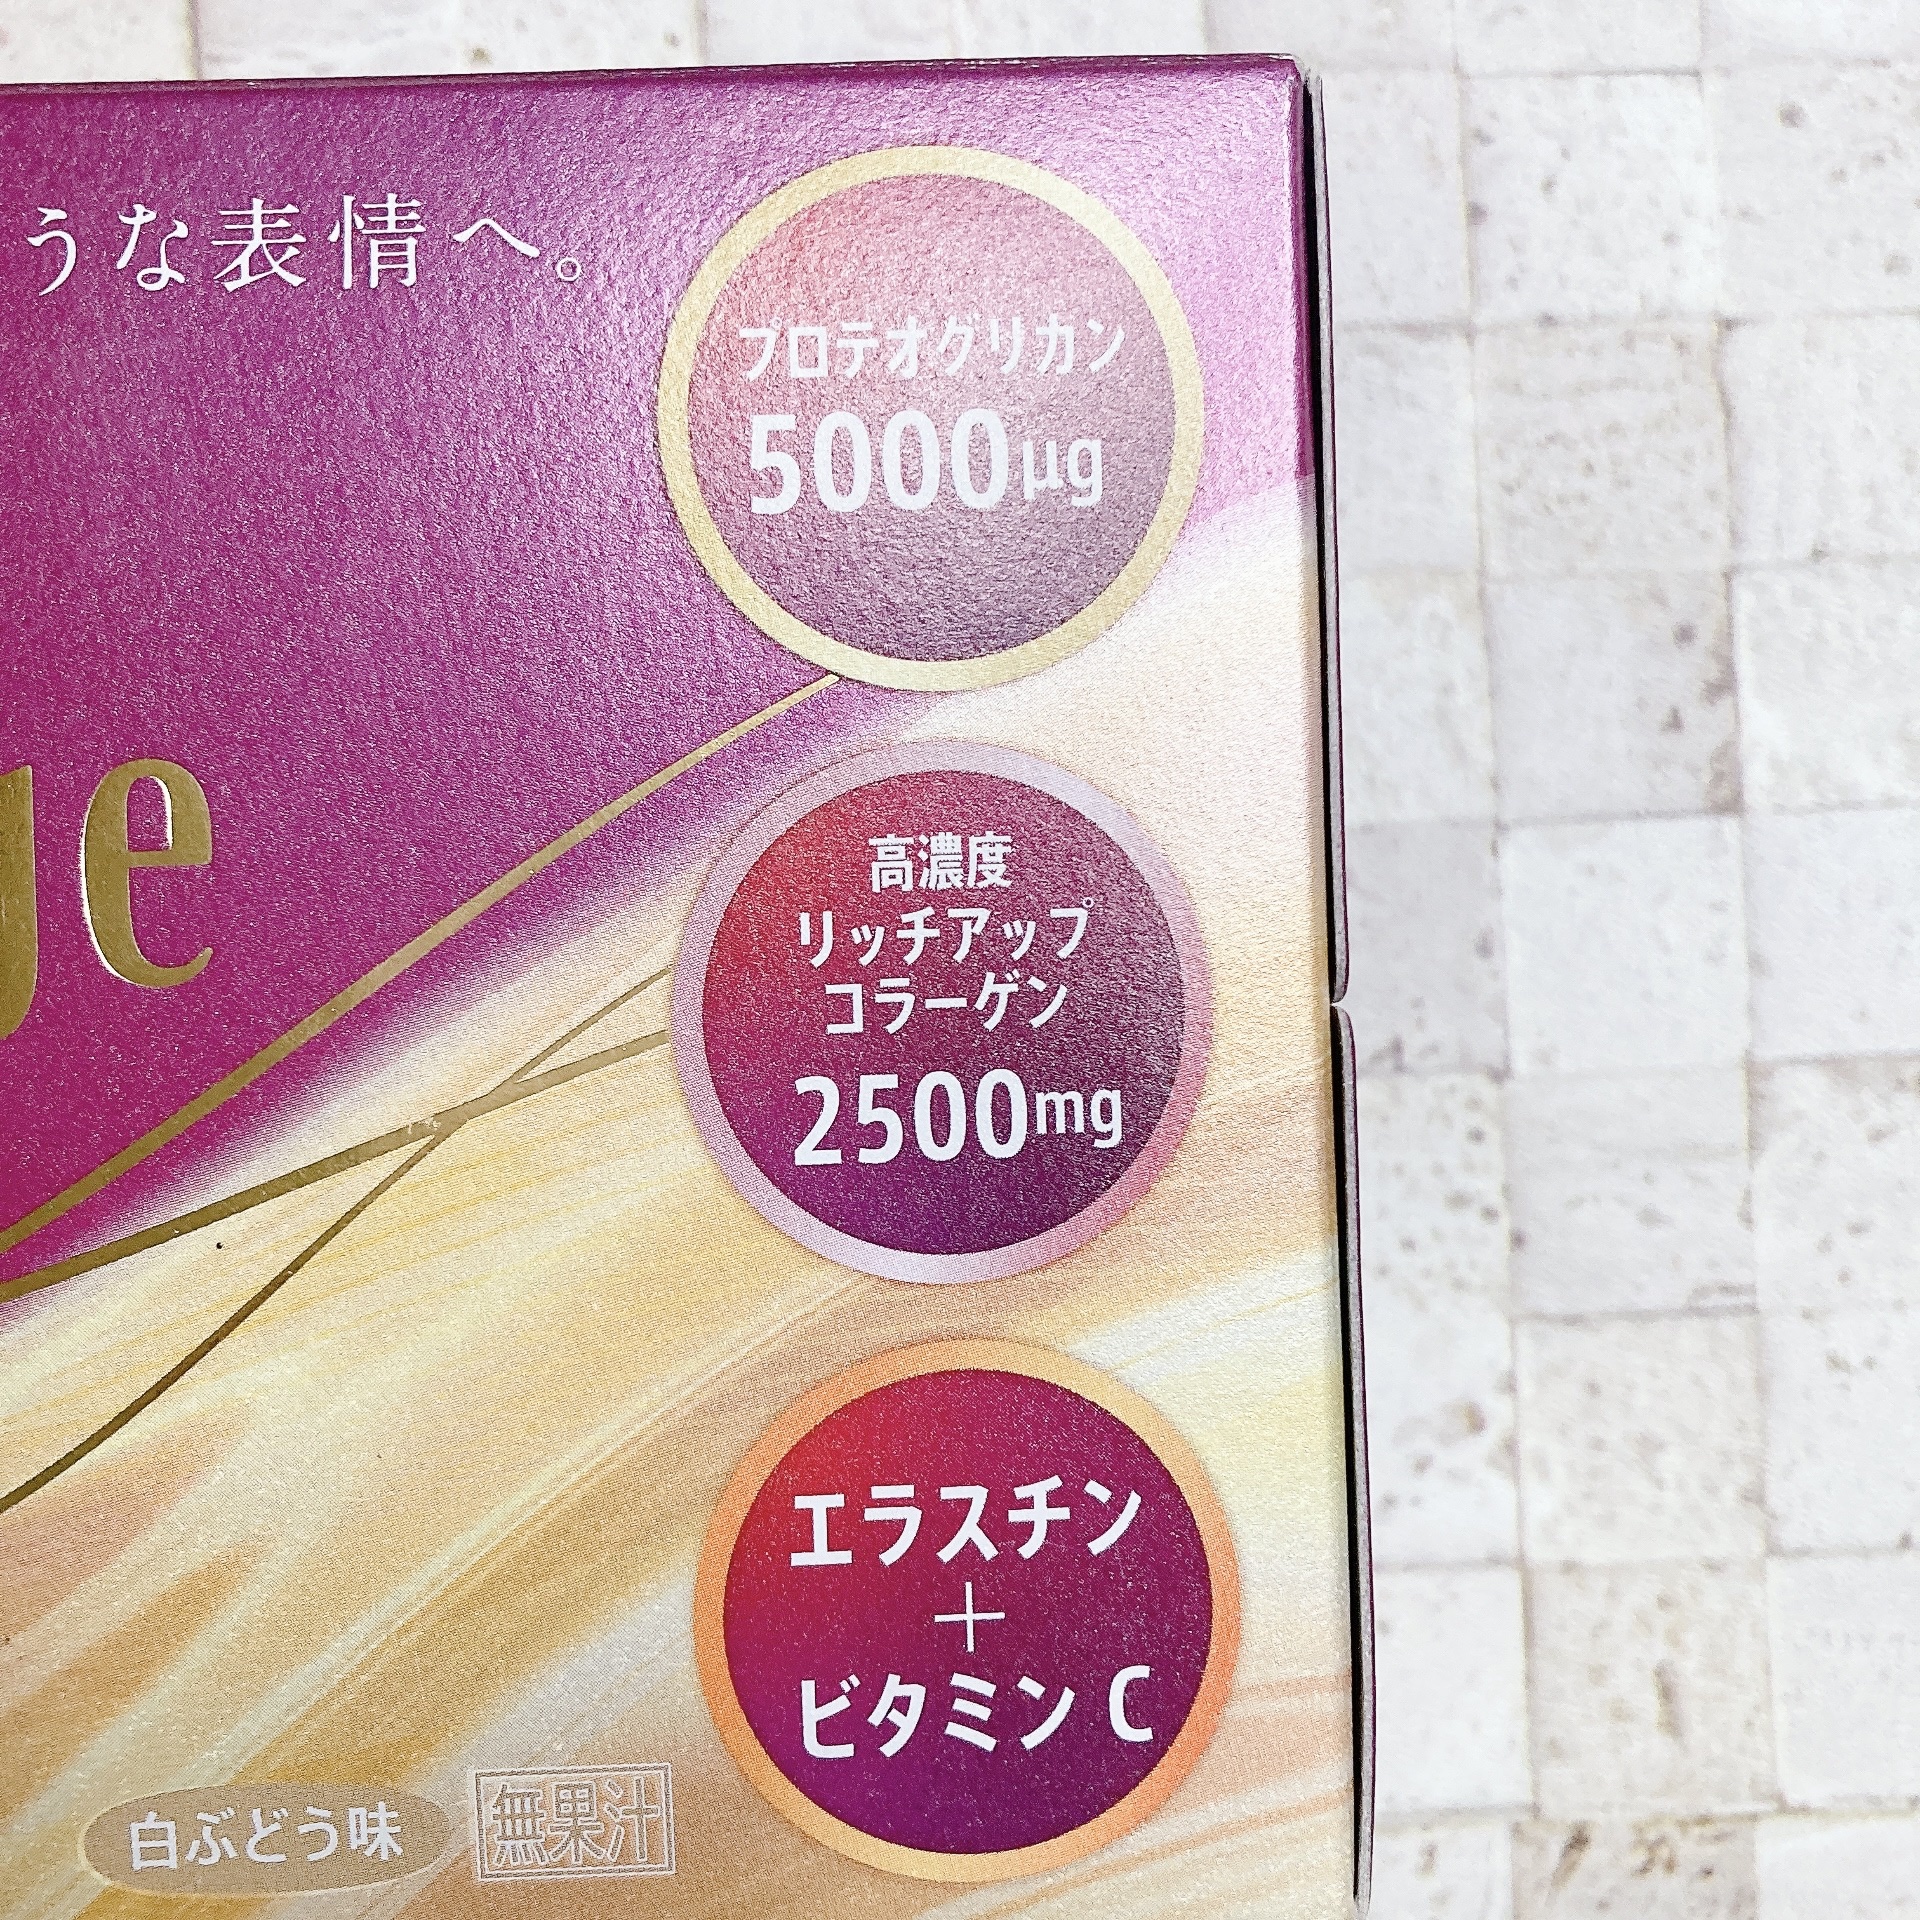 うな表情へ。
プロテオグリカン
5000μg
ge
高濃度
リッチアップ
コラーゲン
2500mg
エラスチン
+
ビタミンC
白ぶどう味
無果汁